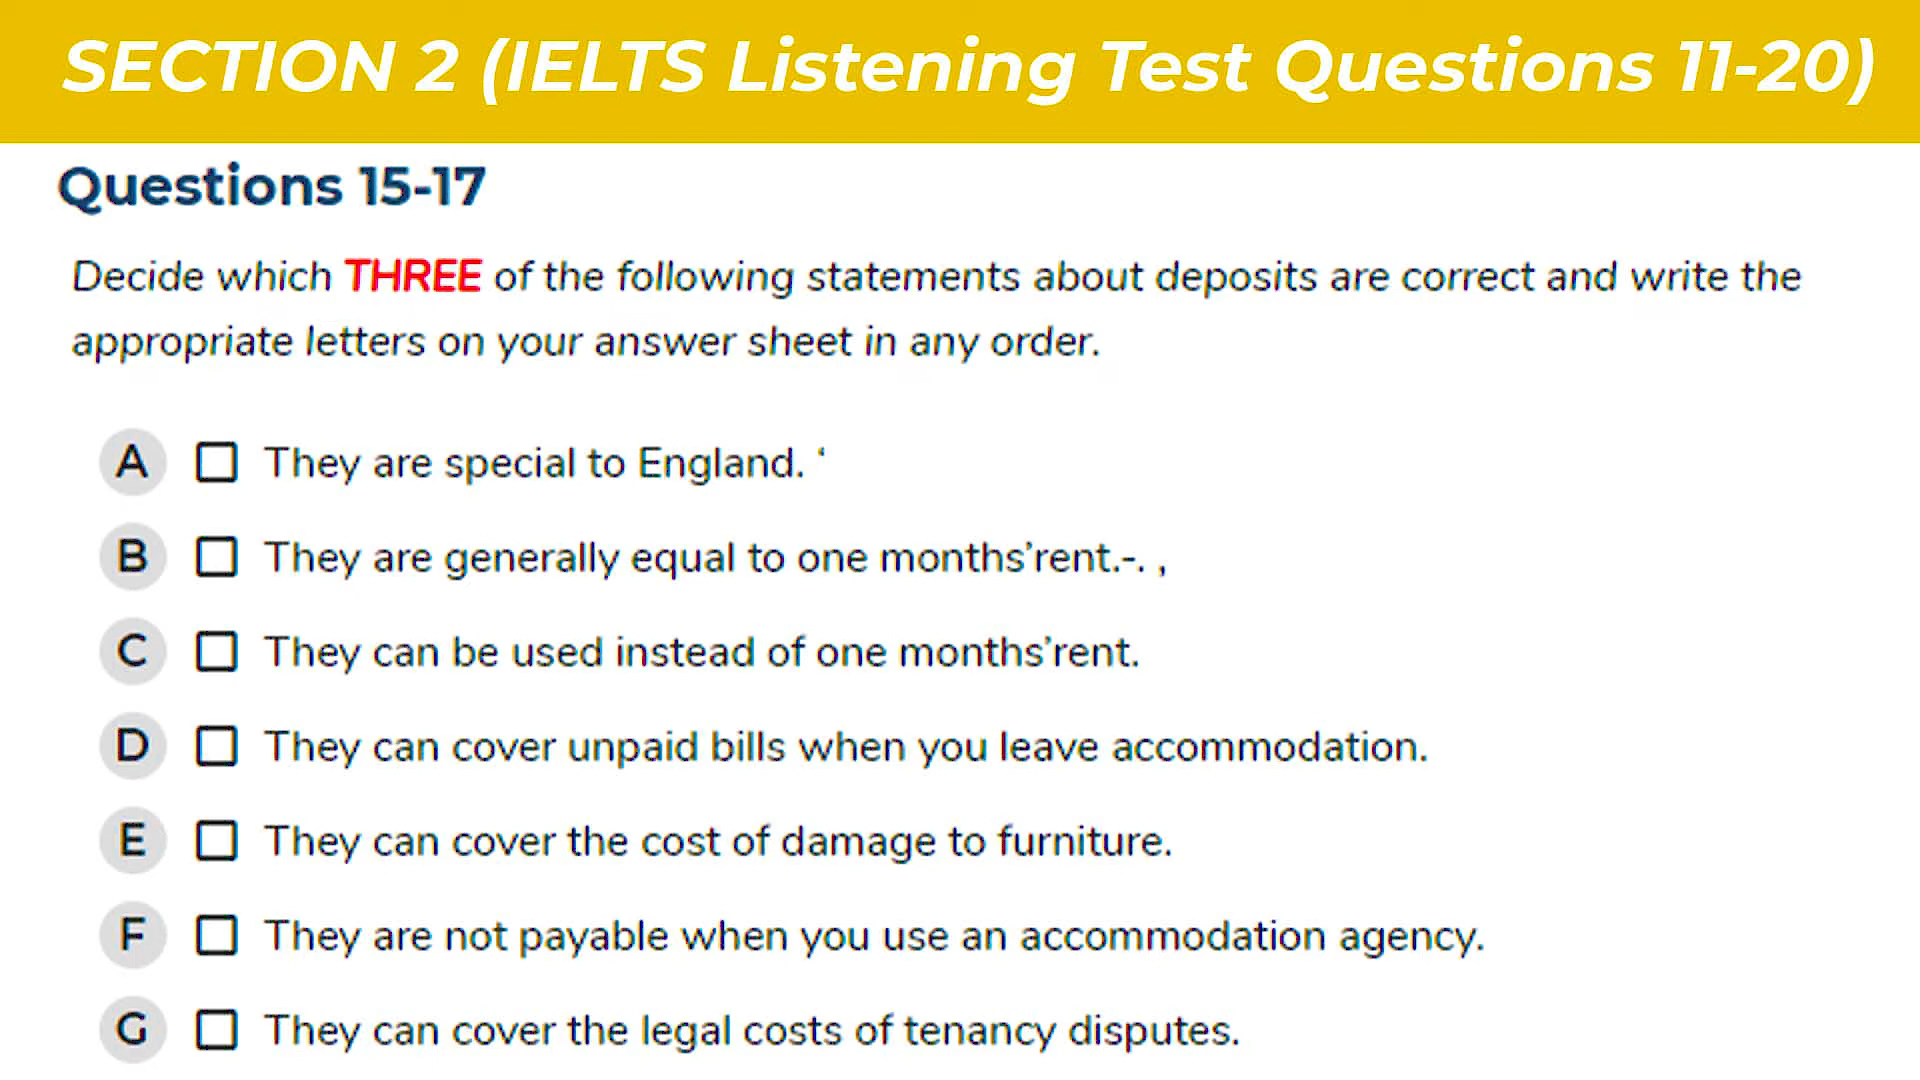 SECTION 2 (IELTS Listening Test Questions 11-20)
Questions 15-17
Decide which THREE of the following statements about deposits are correct and write the
appropriate letters on your answer sheet in any order.
A They are special to England. ‘
B They are generally equal to one months’rent.-. ,
C They can be used instead of one months’rent.
D They can cover unpaid bills when you leave accommodation.
E They can cover the cost of damage to furniture.
F They are not payable when you use an accommodation agency.
G They can cover the legal costs of tenancy disputes.